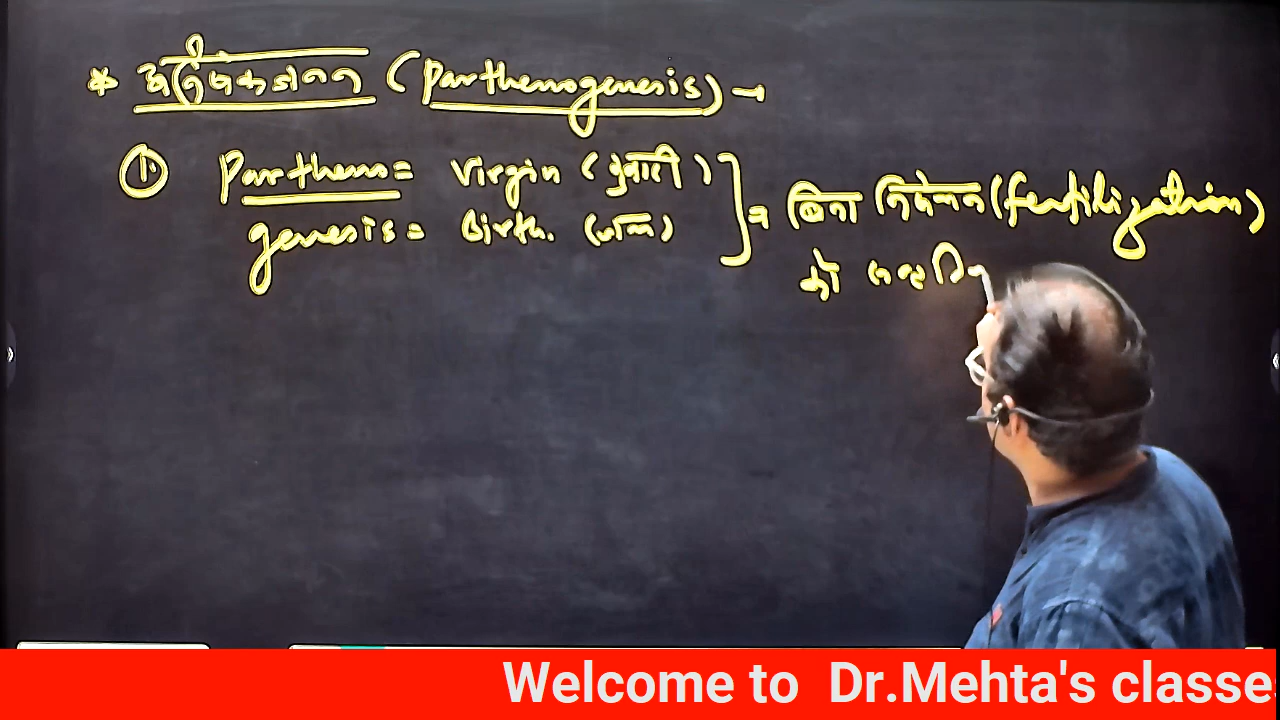 * अनिषेकजनन (Parthenogenesis) →
① Partheno = Virgin (कुंवारी)
genesis = Birth. (जन्म)
] = बिना निषेचन (fertilization)
के
Welcome to Dr.Mehta's classe